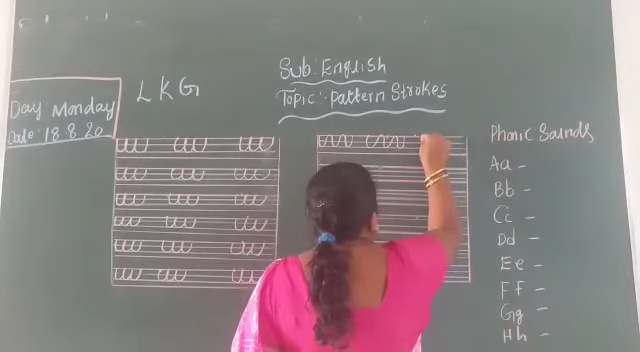 Day: Monday
Date: 18.8.20
LKG
Sub: English
Topic: pattern Strokes
Phonic Sounds
Aa -
Bb -
Cc -
Dd -
Ee -
Ff -
Gg -
Hh -